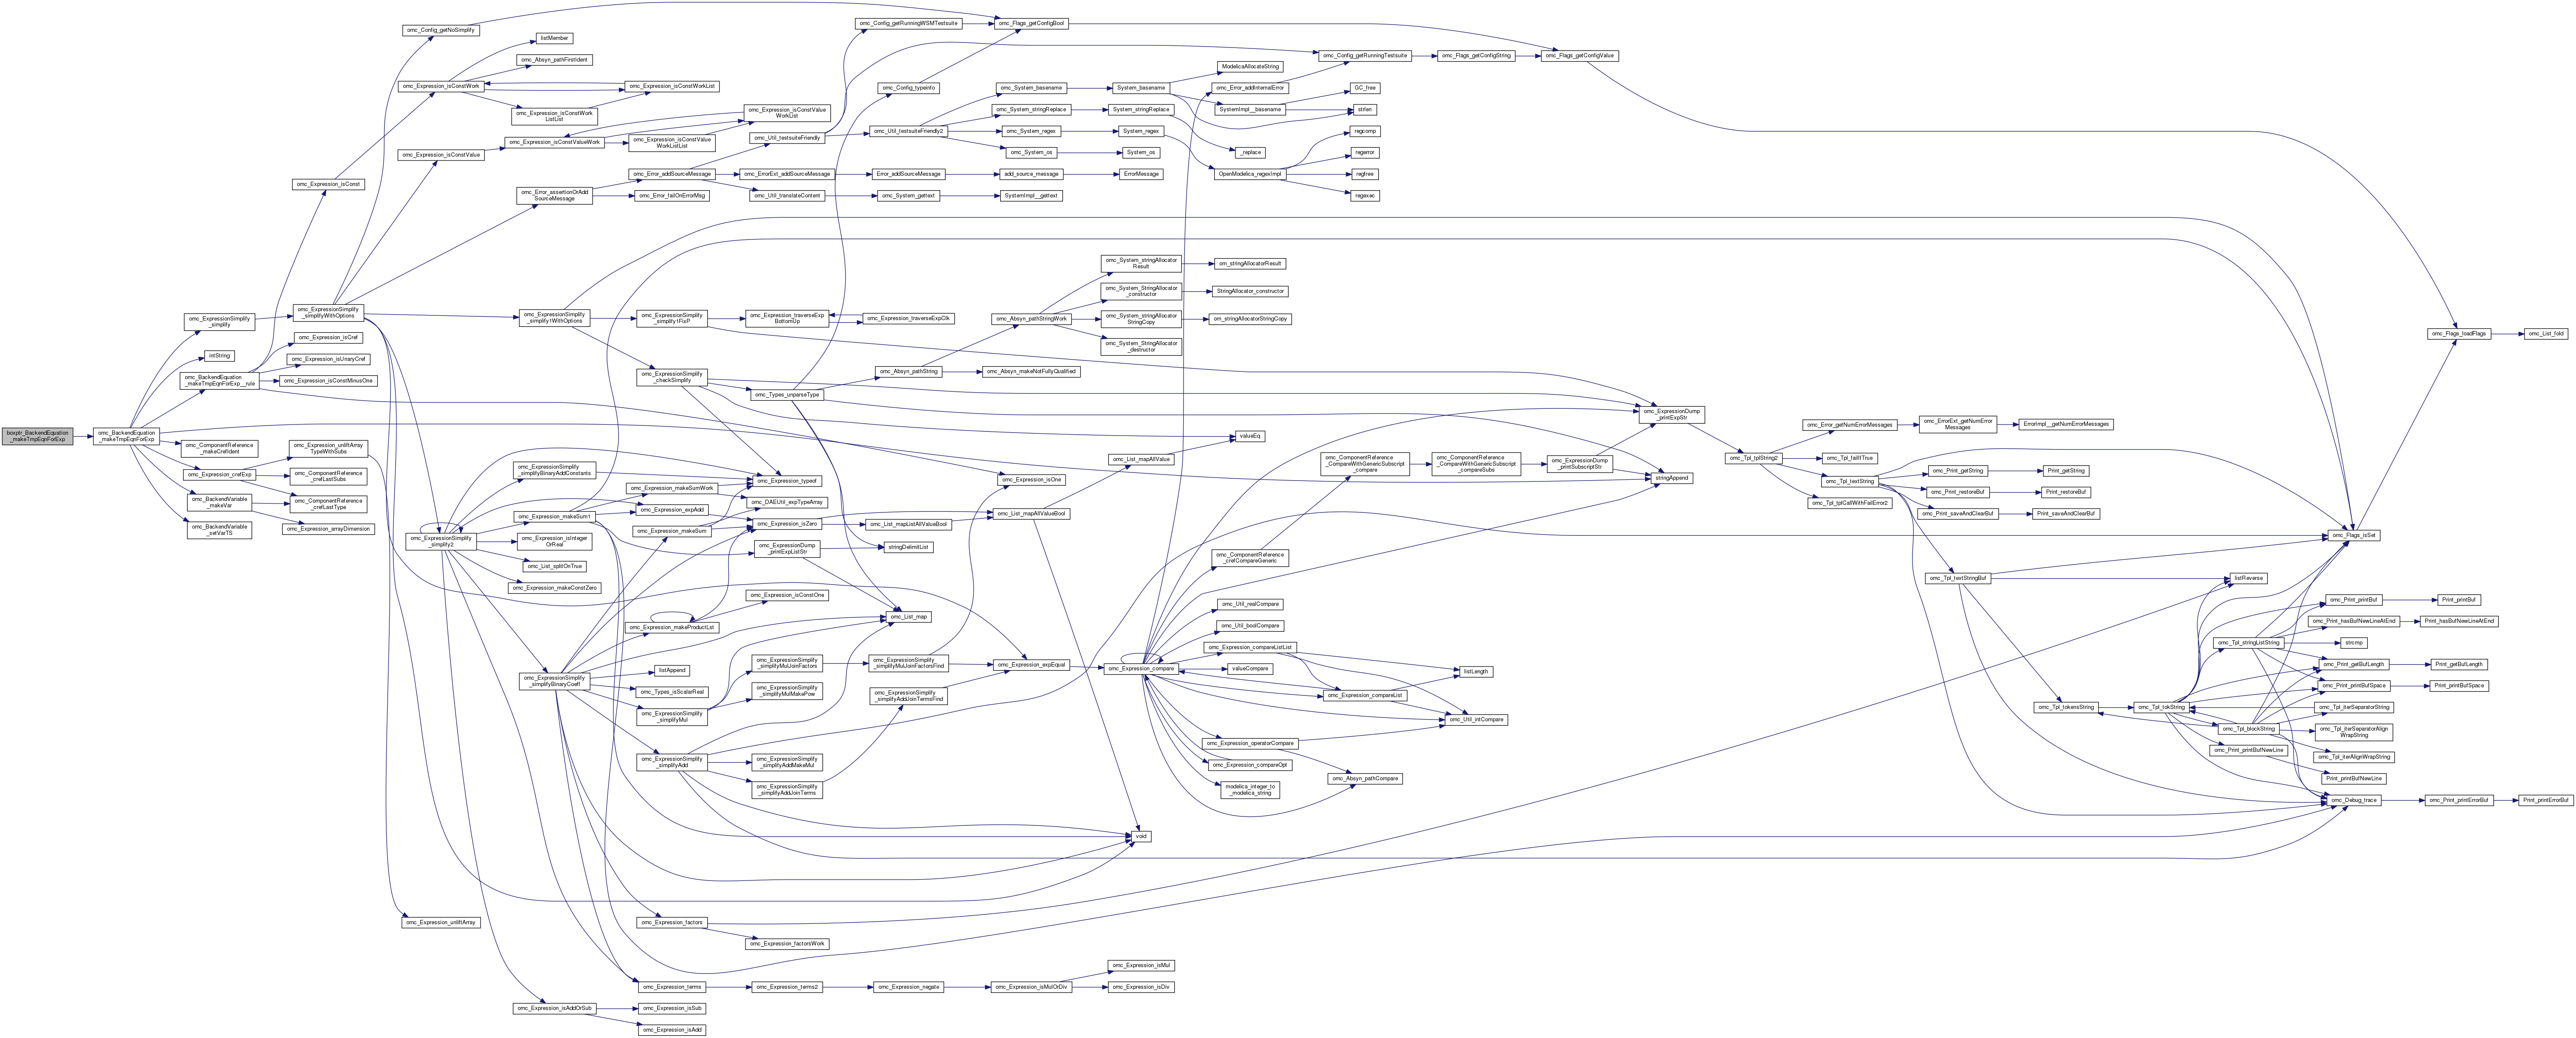 boxptr_BackendEquation
_makeTmpEqnForExp
omc_BackendEquation
_makeTmpEqnForExp
omc_ExpressionSimplify
_simplify
intString
omc_BackendEquation
_makeTmpEqnForExp__rule
omc_ComponentReference
_makeCrefIdent
omc_Expression_crefExp
omc_BackendVariable
_makeVar
omc_BackendVariable
_setVarTS
omc_Expression_isConst
omc_ExpressionSimplify
_simplifyWithOptions
omc_Expression_isCref
omc_Expression_isUnaryCref
omc_Expression_isConstMinusOne
omc_Expression_unliftArray
TypeWithSubs
omc_ComponentReference
_crefLastSubs
omc_ComponentReference
_crefLastType
omc_Expression_arrayDimension
omc_Config_getNoSimplify
omc_Expression_isConstWork
omc_Expression_isConstValue
omc_ExpressionSimplify
_simplify2
omc_Expression_unliftArray
listMember
omc_Absyn_pathFirstIdent
omc_Expression_isConstWorkList
omc_Expression_isConstWork
ListList
omc_Expression_isConstValueWork
omc_Expression_isConstValue
WorkList
omc_Expression_isConstValue
WorkListList
omc_Error_assertionOrAdd
SourceMessage
omc_Error_addSourceMessage
omc_Error_failOnErrorMsg
omc_ExpressionSimplify
_simplify1WithOptions
omc_ExpressionSimplify
_simplify1FixP
omc_Expression_traverseExp
BottomUp
omc_Expression_traverseExpClk
omc_ExpressionSimplify
_checkSimplify
omc_Types_unparseType
omc_ExpressionSimplify
_simplifyBinaryAddConstants
omc_Expression_makeSum1
omc_Expression_isInteger
OrReal
omc_List_splitOnTrue
omc_Expression_makeConstZero
omc_ExpressionSimplify
_simplifyBinaryCoeff
omc_Expression_isAddOrSub
omc_Expression_makeSumWork
omc_Expression_expAdd
omc_Expression_makeSum
omc_Expression_typeof
omc_DAEUtil_expTypeArray
omc_Expression_isZero
omc_ExpressionDump
_printExpListStr
omc_Expression_isConstOne
omc_Expression_makeProductLst
listAppend
omc_Types_isScalarReal
omc_ExpressionSimplify
_simplifyMul
omc_ExpressionSimplify
_simplifyAdd
omc_ExpressionSimplify
_simplifyMulJoinFactors
omc_ExpressionSimplify
_simplifyMulMakePow
omc_ExpressionSimplify
_simplifyAddMakeMul
omc_ExpressionSimplify
_simplifyAddJoinTerms
omc_Expression_factors
omc_Expression_factorsWork
omc_Expression_terms
omc_Expression_terms2
omc_Expression_negate
omc_Expression_isMulOrDiv
omc_Expression_isMul
omc_Expression_isDiv
omc_Expression_isSub
omc_Expression_isAdd
omc_Util_testsuiteFriendly
omc_ErrorExt_addSourceMessage
omc_Util_translateContent
omc_Config_getRunningWSMTestsuite
omc_Config_typeinfo
omc_Util_testsuiteFriendly2
Error_addSourceMessage
omc_System_gettext
add_source_message
ErrorMessage
SystemImpl__gettext
omc_Flags_getConfigBool
omc_System_basename
omc_System_stringReplace
omc_System_regex
omc_System_os
System_basename
System_stringReplace
System_regex
System_os
ModelicaAllocateString
omc_Error_addInternalError
SystemImpl__basename
_replace
OpenModelica_regexImpl
GC_free
strlen
regcomp
regerror
regfree
regexec
omc_Config_getRunningTestsuite
omc_Flags_getConfigString
omc_Flags_getConfigValue
omc_Absyn_pathString
omc_Absyn_pathStringWork
omc_Absyn_makeNotFullyQualified
omc_System_stringAllocator
Result
omc_System_StringAllocator
_constructor
omc_System_stringAllocator
StringCopy
omc_System_StringAllocator
_destructor
om_stringAllocatorResult
StringAllocator_constructor
om_stringAllocatorStringCopy
omc_Expression_isOne
omc_List_mapAllValue
valueEq
omc_List_mapListAllValueBool
omc_List_mapAllValueBool
stringDelimitList
omc_List_map
omc_ExpressionSimplify
_simplifyMulJoinFactorsFind
omc_ExpressionSimplify
_simplifyAddJoinTermsFind
omc_Expression_expEqual
omc_Expression_compare
void
omc_ComponentReference
_crefCompareGeneric
omc_Util_realCompare
omc_Util_boolCompare
omc_Expression_compareListList
valueCompare
omc_Expression_compareList
listLength
omc_Util_intCompare
omc_Expression_operatorCompare
omc_Expression_compareOpt
modelica_integer_to
_modelica_string
omc_Absyn_pathCompare
omc_ComponentReference
_CompareWithGenericSubscript
_compare
omc_ComponentReference
_CompareWithGenericSubscript
_compareSubs
omc_ExpressionDump
_printSubscriptStr
omc_ExpressionDump
_printExpStr
stringAppend
omc_Tpl_tplString2
omc_Error_getNumErrorMessages
omc_Tpl_failIfTrue
omc_Tpl_textString
omc_Tpl_tplCallWithFailError2
omc_ErrorExt_getNumError
Messages
ErrorImpl__getNumErrorMessages
omc_Print_getString
omc_Print_restoreBuf
omc_Print_saveAndClearBuf
Print_getString
Print_restoreBuf
Print_saveAndClearBuf
omc_Tpl_textStringBuf
omc_Tpl_tokensString
omc_Tpl_tokString
listReverse
omc_Tpl_stringListString
omc_Tpl_blockString
omc_Print_printBufNewLine
omc_Flags_isSet
omc_Flags_loadFlags
omc_List_fold
omc_Print_printBuf
Print_printBuf
omc_Print_hasBufNewLineAtEnd
Print_hasBufNewLineAtEnd
strcmp
omc_Print_getBufLength
Print_getBufLength
omc_Print_printBufSpace
Print_printBufSpace
omc_Tpl_iterSeparatorString
omc_Tpl_iterSeparatorAlign
WrapString
omc_Tpl_iterAlignWrapString
Print_printBufNewLine
omc_Debug_trace
omc_Print_printErrorBuf
Print_printErrorBuf